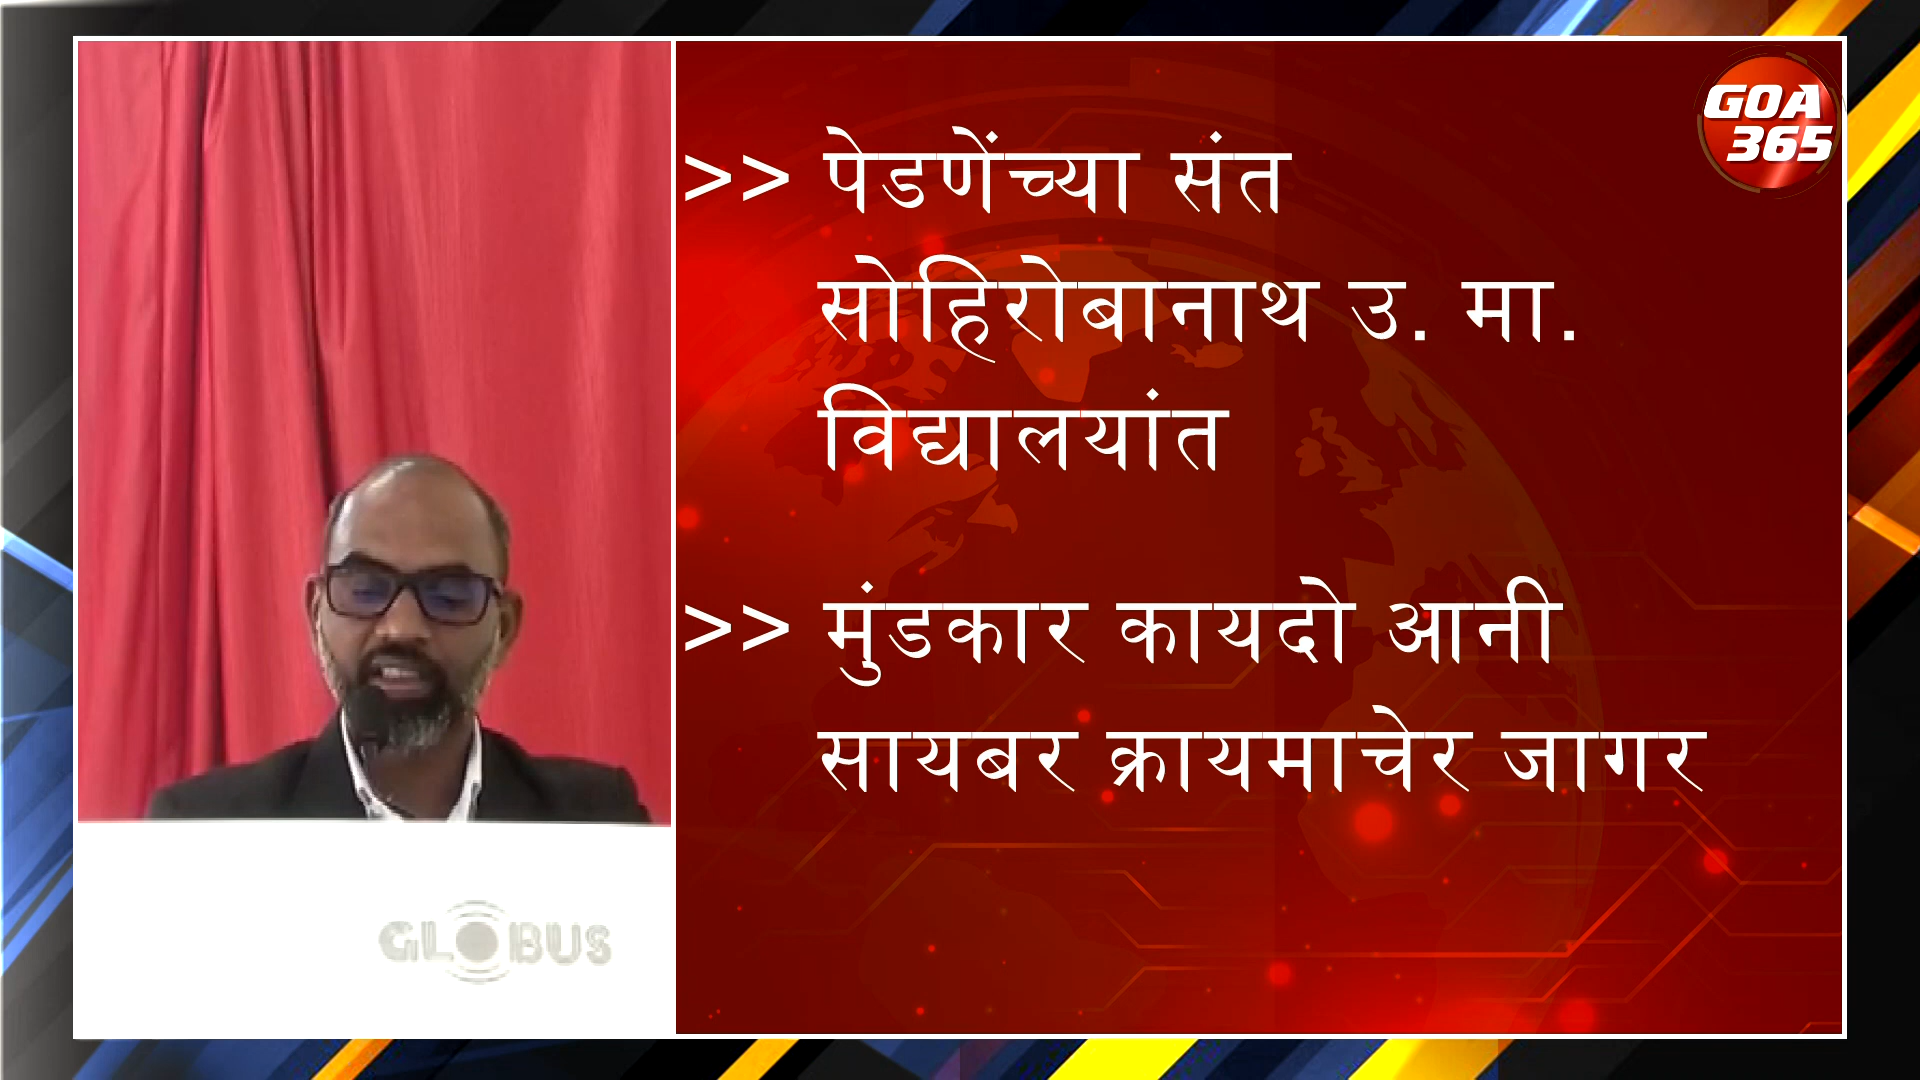 GOA
365
>> पेडणेंच्या संत
सोहिरोबानाथ उ. मा.
विद्यालयांत
>> मुंडकार कायदो आनी
सायबर क्रायमाचेर जागर
GLOBUS